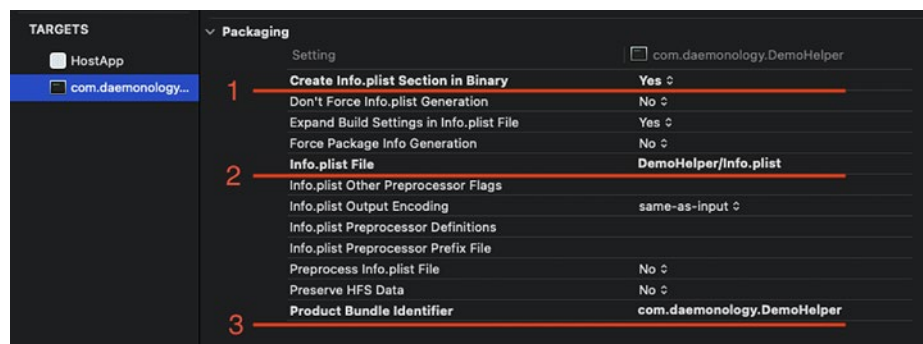 TARGETS
HostApp
com.daemonology...
Packaging
Setting com.daemonology.DemoHelper
1 Create Info.plist Section in Binary Yes
Don't Force Info.plist Generation No
Expand Build Settings in Info.plist File Yes
Force Package Info Generation No
2 Info.plist File DemoHelper/Info.plist
Info.plist Other Preprocessor Flags
Info.plist Output Encoding same-as-input
Info.plist Preprocessor Definitions
Info.plist Preprocessor Prefix File
Preprocess Info.plist File No
Preserve HFS Data No
3 Product Bundle Identifier com.daemonology.DemoHelper